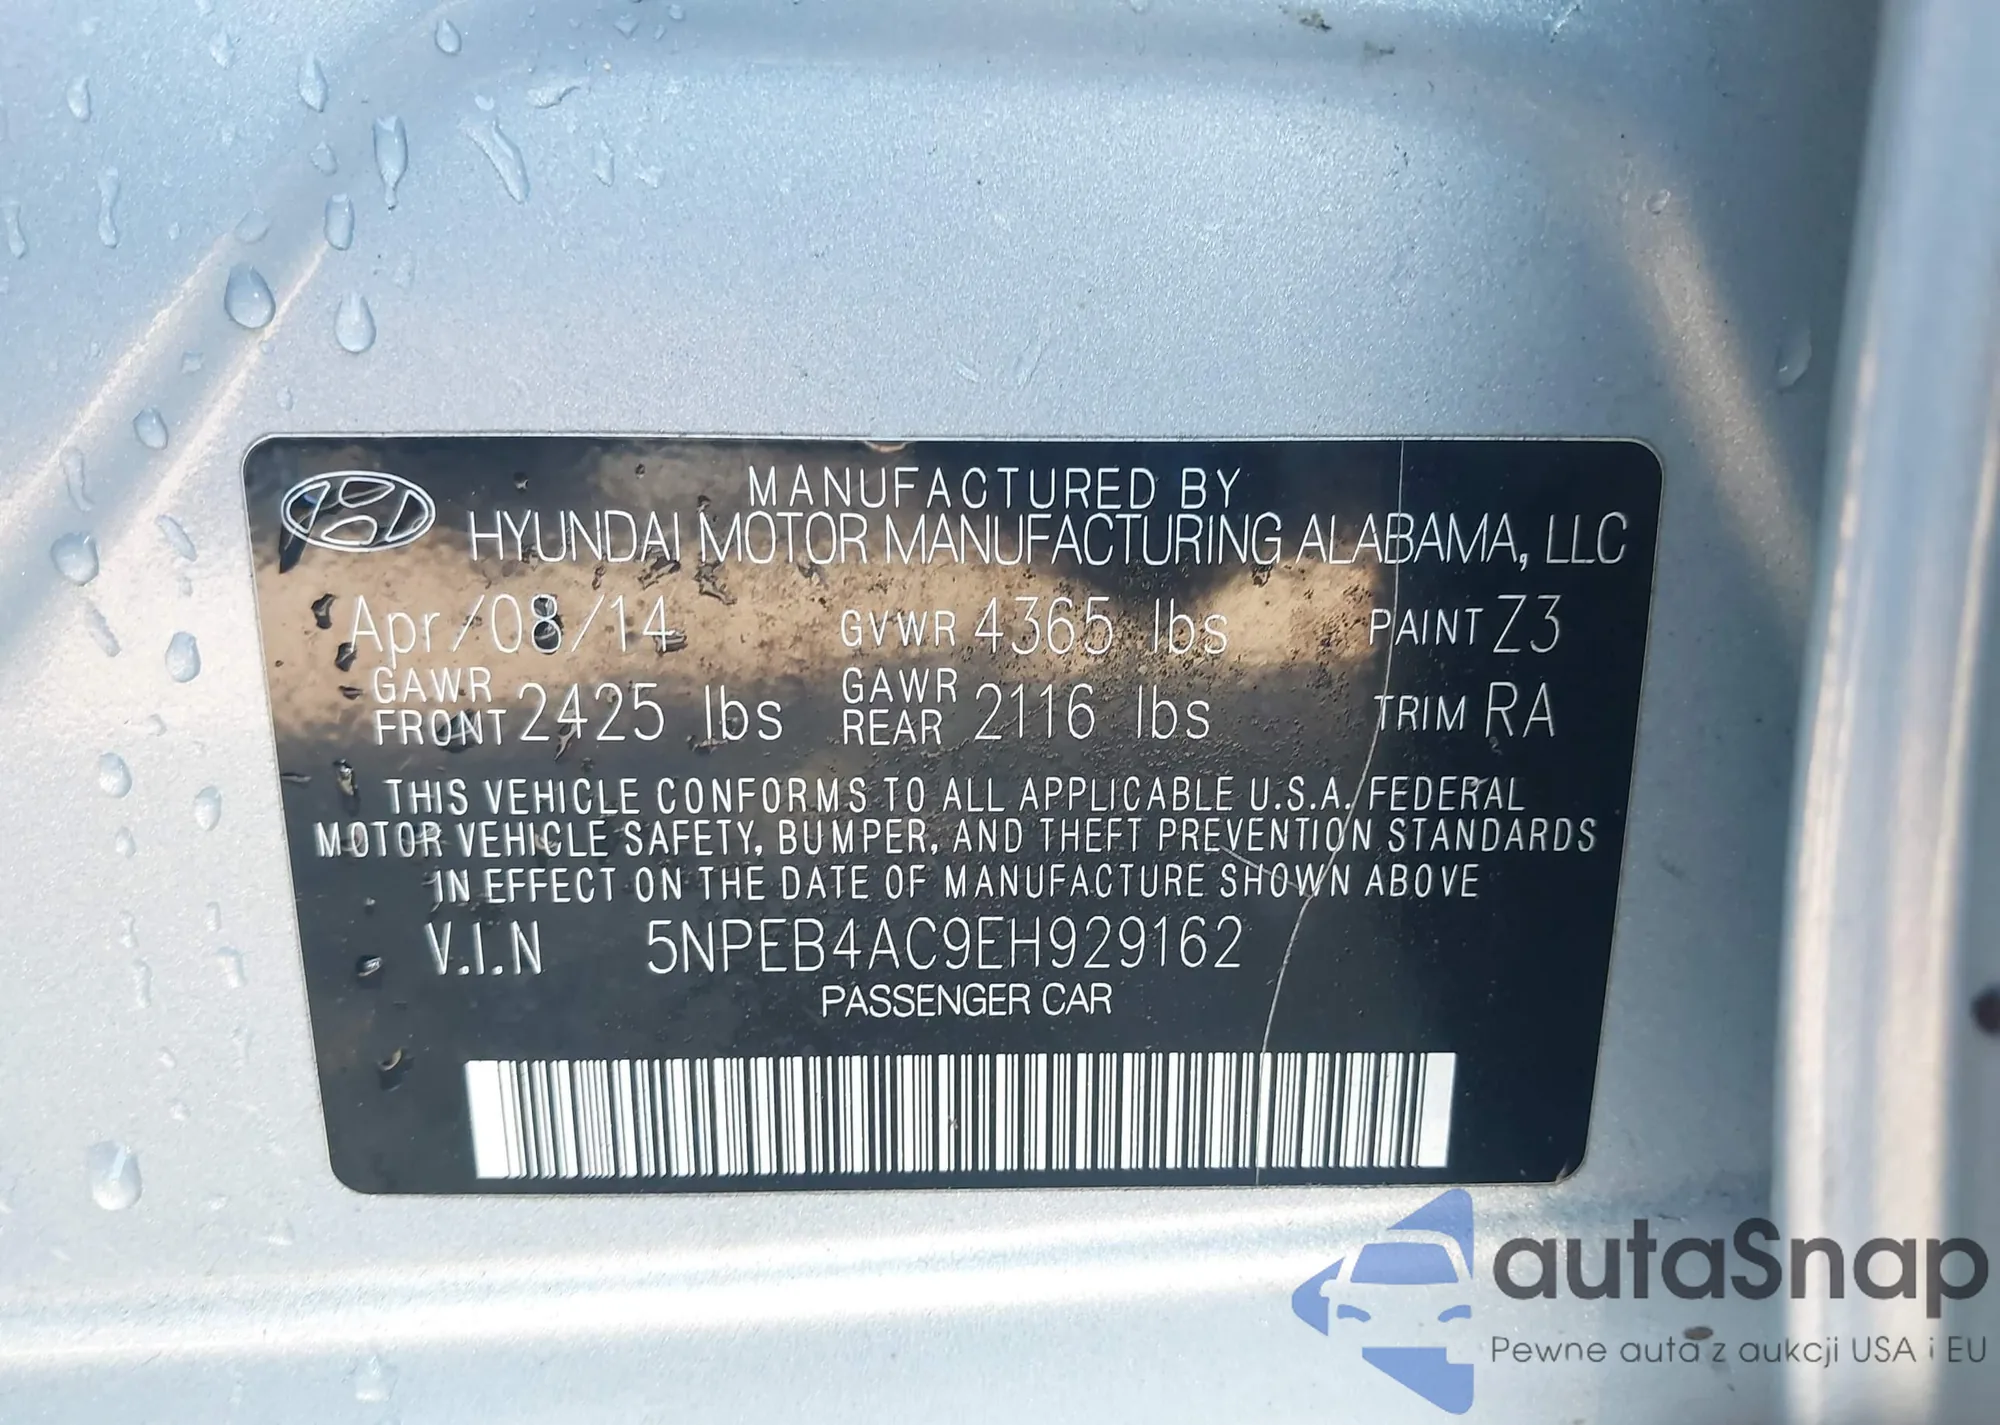 MANUFACTURED BY
HYUNDAI MOTOR MANUFACTURING ALABAMA, LLC
Apr/08/14 GVWR 4365 lbs PAINT Z3
GAWR FRONT 2425 lbs GAWR REAR 2116 lbs TRIM RA
THIS VEHICLE CONFORMS TO ALL APPLICABLE U.S.A. FEDERAL
MOTOR VEHICLE SAFETY, BUMPER, AND THEFT PREVENTION STANDARDS
IN EFFECT ON THE DATE OF MANUFACTURE SHOWN ABOVE
V.I.N 5NPEB4AC9EH929162
PASSENGER CAR
autaSnap
Pewne auta z aukcji USA i EU